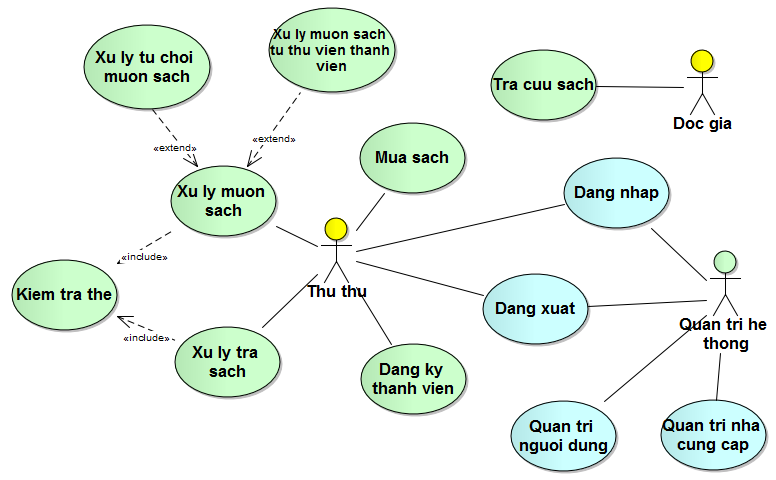 Xu ly tu choi
muon sach
Xu ly muon sach
tu thu vien thanh
vien
Tra cuu sach
Doc gia
«extend»
«extend»
Mua sach
Xu ly muon
sach
Dang nhap
«include»
Kiem tra the
Thu thu
Dang xuat
Quan tri he
thong
«include»
Xu ly tra
sach
Dang ky
thanh vien
Quan tri
nguoi dung
Quan tri nha
cung cap